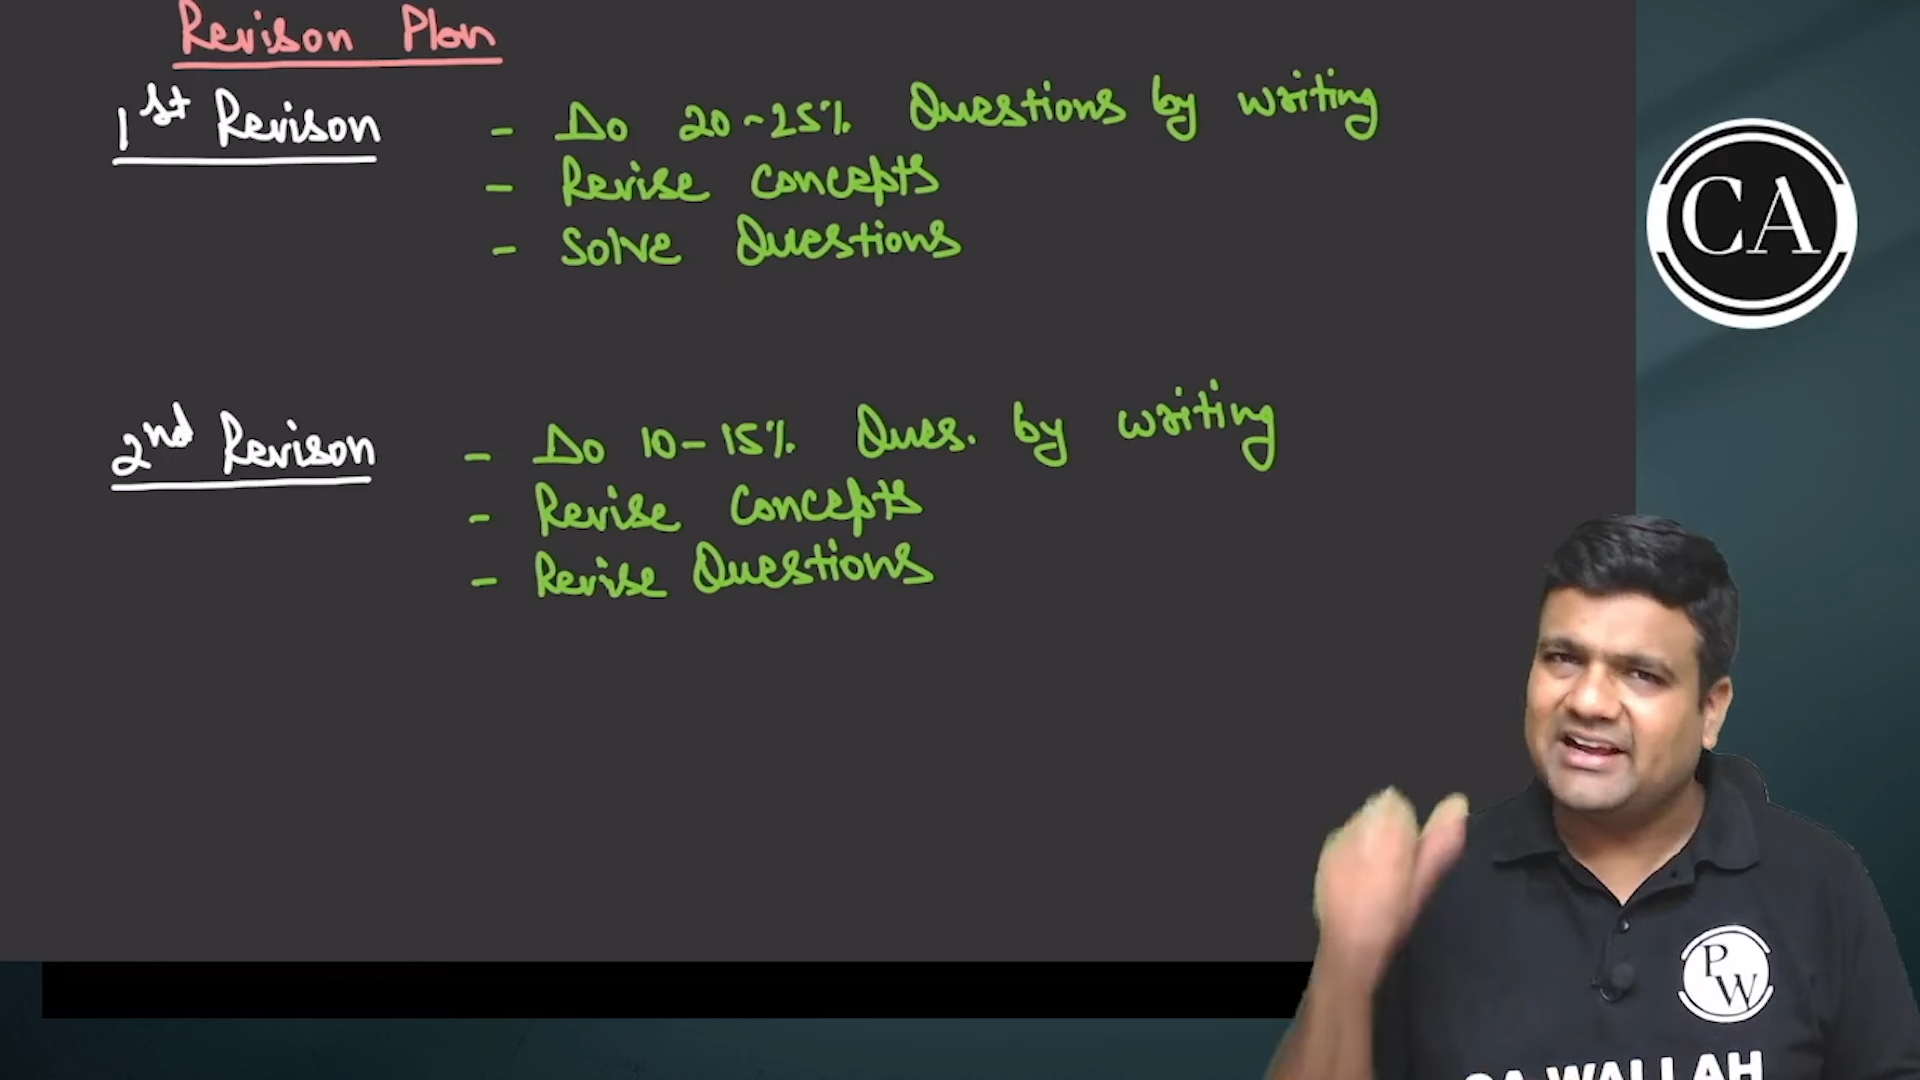 Revison Plan
1st Revison - Do 20-25% Questions by writing
- Revise Concepts
- Solve Questions
2nd Revison - Do 10-15% Ques. by writing
- Revise Concepts
- Revise Questions
CA
PW
CA WALLAH